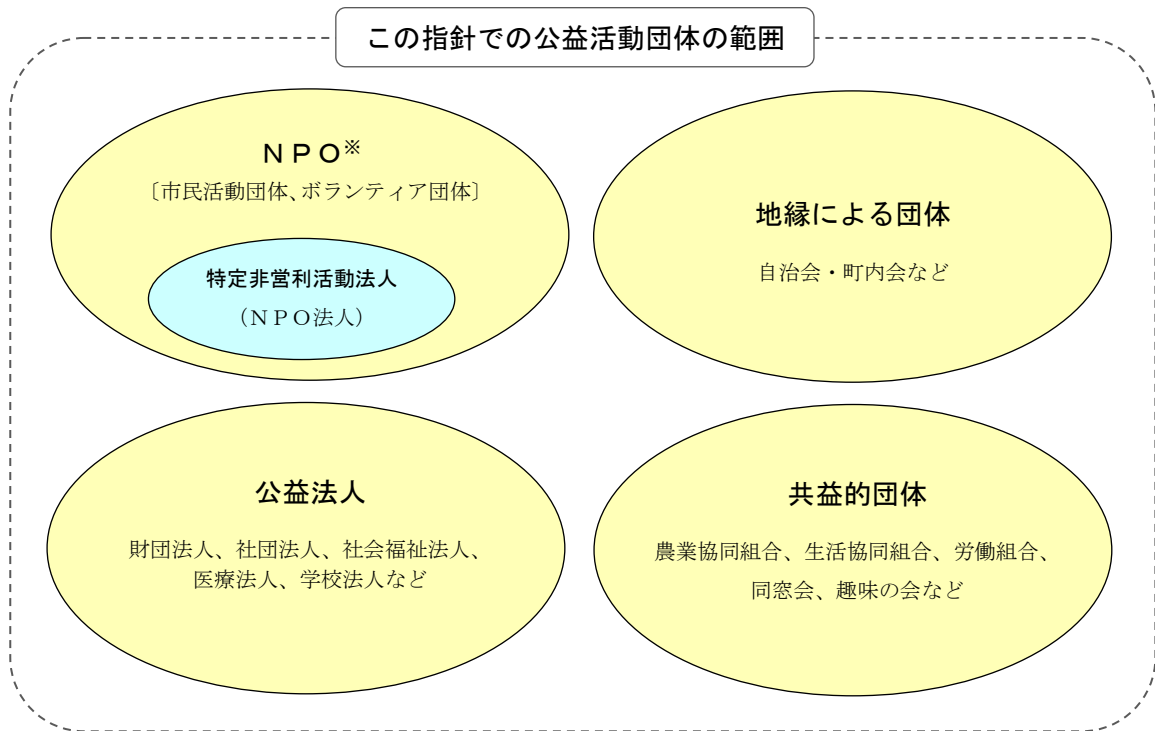 この指針での公益活動団体の範囲
ＮＰＯ※
〔市民活動団体、ボランティア団体〕
特定非営利活動法人
（ＮＰＯ法人）
地縁による団体
自治会・町内会など
公益法人
財団法人、社団法人、社会福祉法人、
医療法人、学校法人など
共益的団体
農業協同組合、生活協同組合、労働組合、
同窓会、趣味の会など